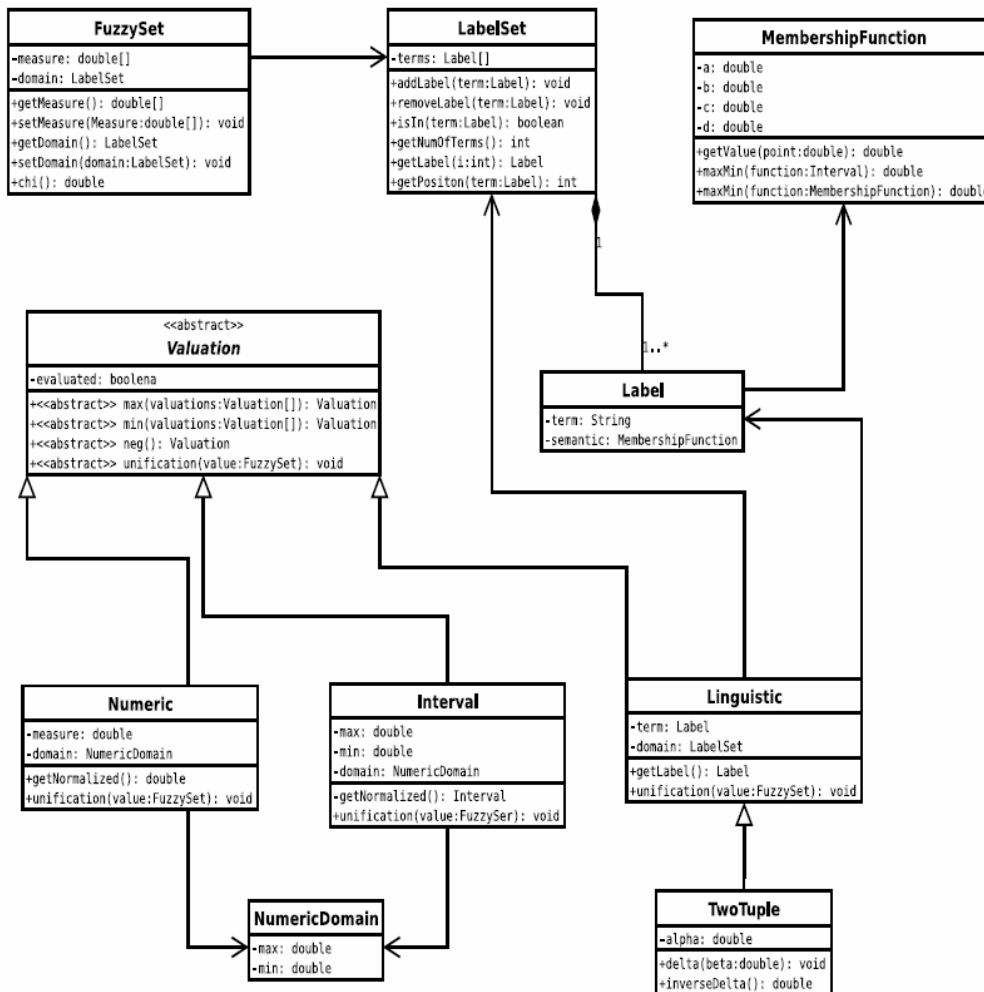 FuzzySet
-measure: double[]
-domain: LabelSet
+getMeasure(): double[]
+setMeasure(Measure:double[]): void
+getDomain(): LabelSet
+setDomain(domain:LabelSet): void
+chi(): double
LabelSet
-terms: Label[]
+addLabel(term:Label): void
+removeLabel(term:Label): void
+isIn(term:Label): boolean
+getNumOfTerms(): int
+getLabel(i:int): Label
+getPositon(term:Label): int
MembershipFunction
-a: double
-b: double
-c: double
-d: double
+getValue(point:double): double
+maxMin(function:Interval): double
+maxMin(function:MembershipFunction): double
1
1..*
<<abstract>>
Valuation
-evaluated: boolena
+<<abstract>> max(valuations:Valuation[]): Valuation
+<<abstract>> min(valuations:Valuation[]): Valuation
+<<abstract>> neg(): Valuation
+<<abstract>> unification(value:FuzzySet): void
Label
-term: String
-semantic: MembershipFunction
Numeric
-measure: double
-domain: NumericDomain
+getNormalized(): double
+unification(value:FuzzySet): void
Interval
-max: double
-min: double
-domain: NumericDomain
-getNormalized(): Interval
+unification(value:FuzzySer): void
Linguistic
-term: Label
-domain: LabelSet
+getLabel(): Label
+unification(value:FuzzySet): void
NumericDomain
-max: double
-min: double
TwoTuple
-alpha: double
+delta(beta:double): void
+inverseDelta(): double